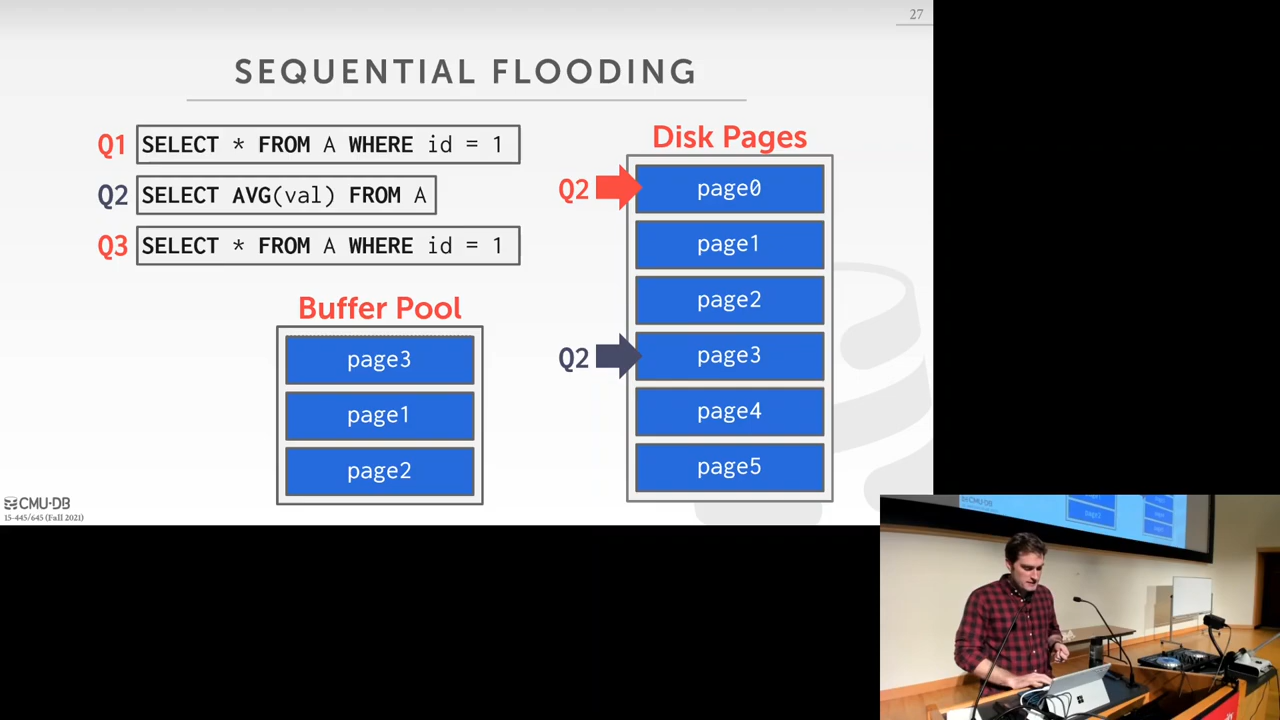 27
SEQUENTIAL FLOODING
Q1 SELECT * FROM A WHERE id = 1
Q2 SELECT AVG(val) FROM A
Q3 SELECT * FROM A WHERE id = 1
Buffer Pool
page3
page1
page2
Disk Pages
Q2 page0
page1
page2
Q2 page3
page4
page5
CMU·DB
15-445/645 (Fall 2021)